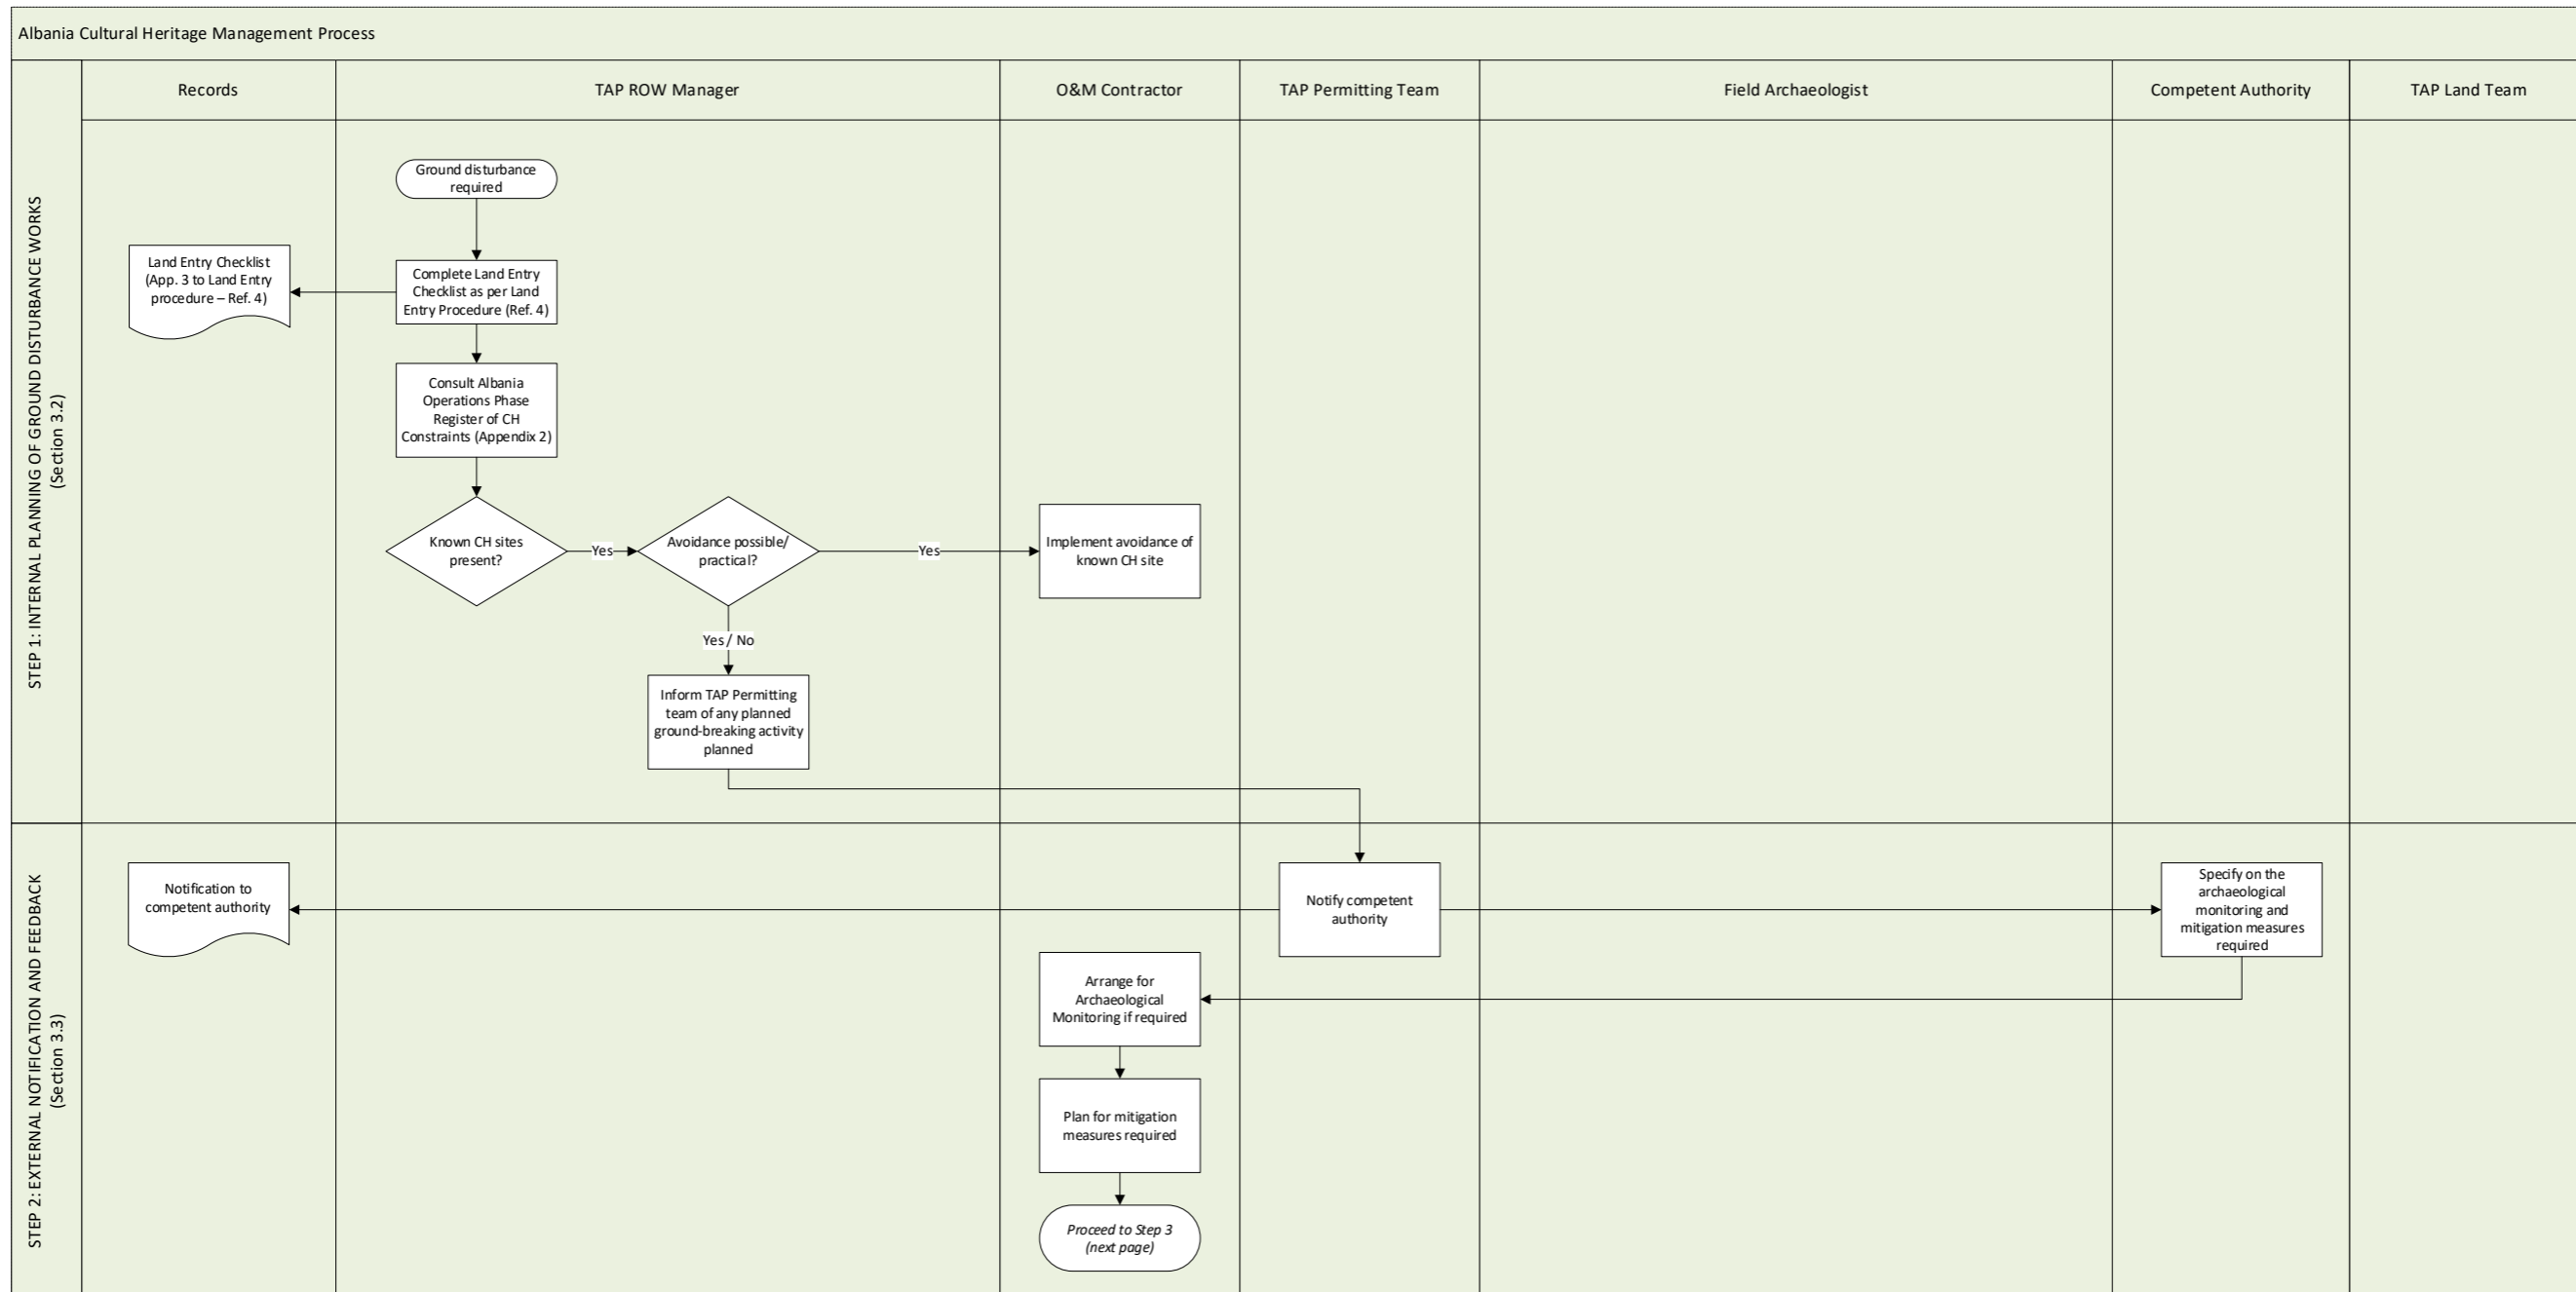 Albania Cultural Heritage Management Process
Records
TAP ROW Manager
O&M Contractor
TAP Permitting Team
Field Archaeologist
Competent Authority
TAP Land Team
STEP 1: INTERNAL PLANNING OF GROUND DISTURBANCE WORKS
(Section 3.2)
Ground disturbance
required
Land Entry Checklist
(App. 3 to Land Entry
procedure – Ref. 4)
Complete Land Entry
Checklist as per Land
Entry Procedure (Ref. 4)
Consult Albania
Operations Phase
Register of CH
Constraints (Appendix 2)
Known CH sites
present?
Yes
Avoidance possible/
practical?
Yes
Implement avoidance of
known CH site
Yes / No
Inform TAP Permitting
team of any planned
ground-breaking activity
planned
STEP 2: EXTERNAL NOTIFICATION AND FEEDBACK
(Section 3.3)
Notification to
competent authority
Notify competent
authority
Specify on the
archaeological
monitoring and
mitigation measures
required
Arrange for
Archaeological
Monitoring if required
Plan for mitigation
measures required
Proceed to Step 3
(next page)